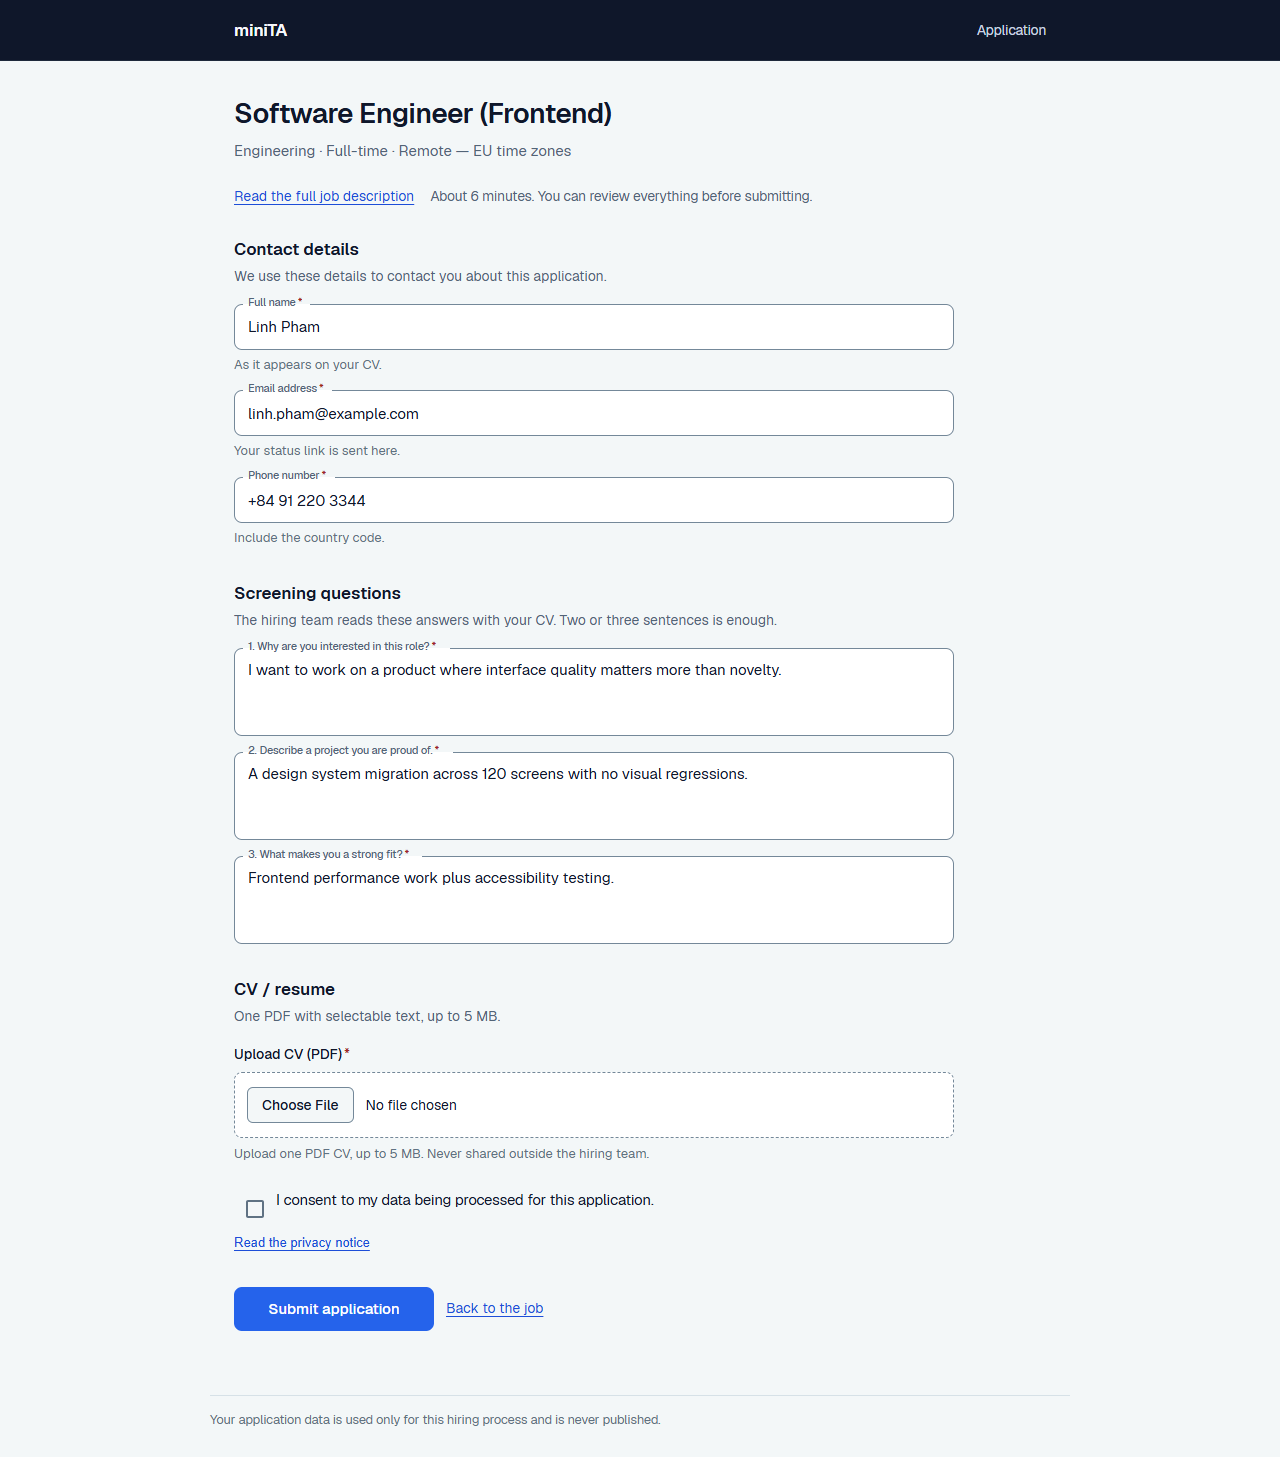 miniTA
Application
Software Engineer (Frontend)
Engineering · Full-time · Remote — EU time zones
Read the full job description About 6 minutes. You can review everything before submitting.
Contact details
We use these details to contact you about this application.
Full name *
Linh Pham
As it appears on your CV.
Email address *
linh.pham@example.com
Your status link is sent here.
Phone number *
+84 91 220 3344
Include the country code.
Screening questions
The hiring team reads these answers with your CV. Two or three sentences is enough.
1. Why are you interested in this role? *
I want to work on a product where interface quality matters more than novelty.
2. Describe a project you are proud of. *
A design system migration across 120 screens with no visual regressions.
3. What makes you a strong fit? *
Frontend performance work plus accessibility testing.
CV / resume
One PDF with selectable text, up to 5 MB.
Upload CV (PDF) *
Choose File No file chosen
Upload one PDF CV, up to 5 MB. Never shared outside the hiring team.
I consent to my data being processed for this application.
Read the privacy notice
Submit application Back to the job
Your application data is used only for this hiring process and is never published.